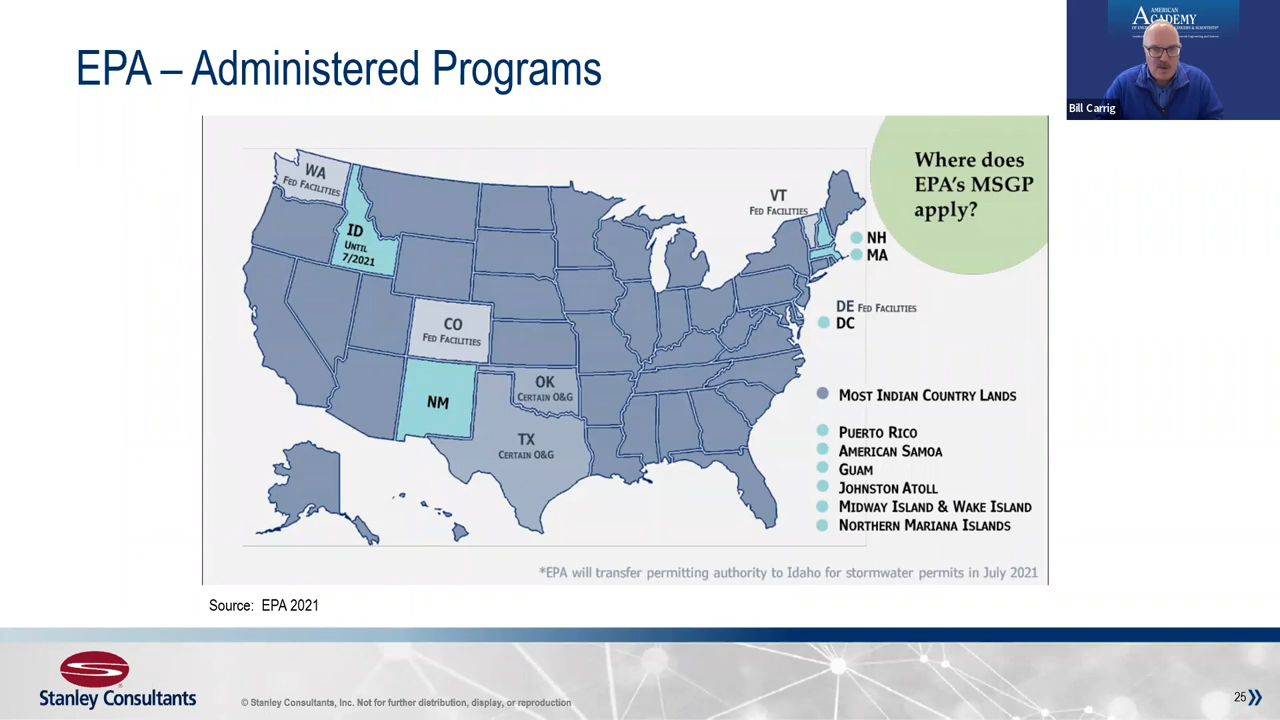 EPA – Administered Programs
AMERICAN
ACADEMY
Bill Carrig
Where does
EPA's MSGP
apply?
WA
FED FACILITIES
ID
UNTIL
7/2021
VT
FED FACILITIES
NH
MA
CO
FED FACILITIES
DE FED FACILITIES
DC
NM
OK
CERTAIN O&G
TX
CERTAIN O&G
MOST INDIAN COUNTRY LANDS
PUERTO RICO
AMERICAN SAMOA
GUAM
JOHNSTON ATOLL
MIDWAY ISLAND & WAKE ISLAND
NORTHERN MARIANA ISLANDS
*EPA will transfer permitting authority to Idaho for stormwater permits in July 2021
Source: EPA 2021
Stanley Consultants
© Stanley Consultants, Inc. Not for further distribution, display, or reproduction
25